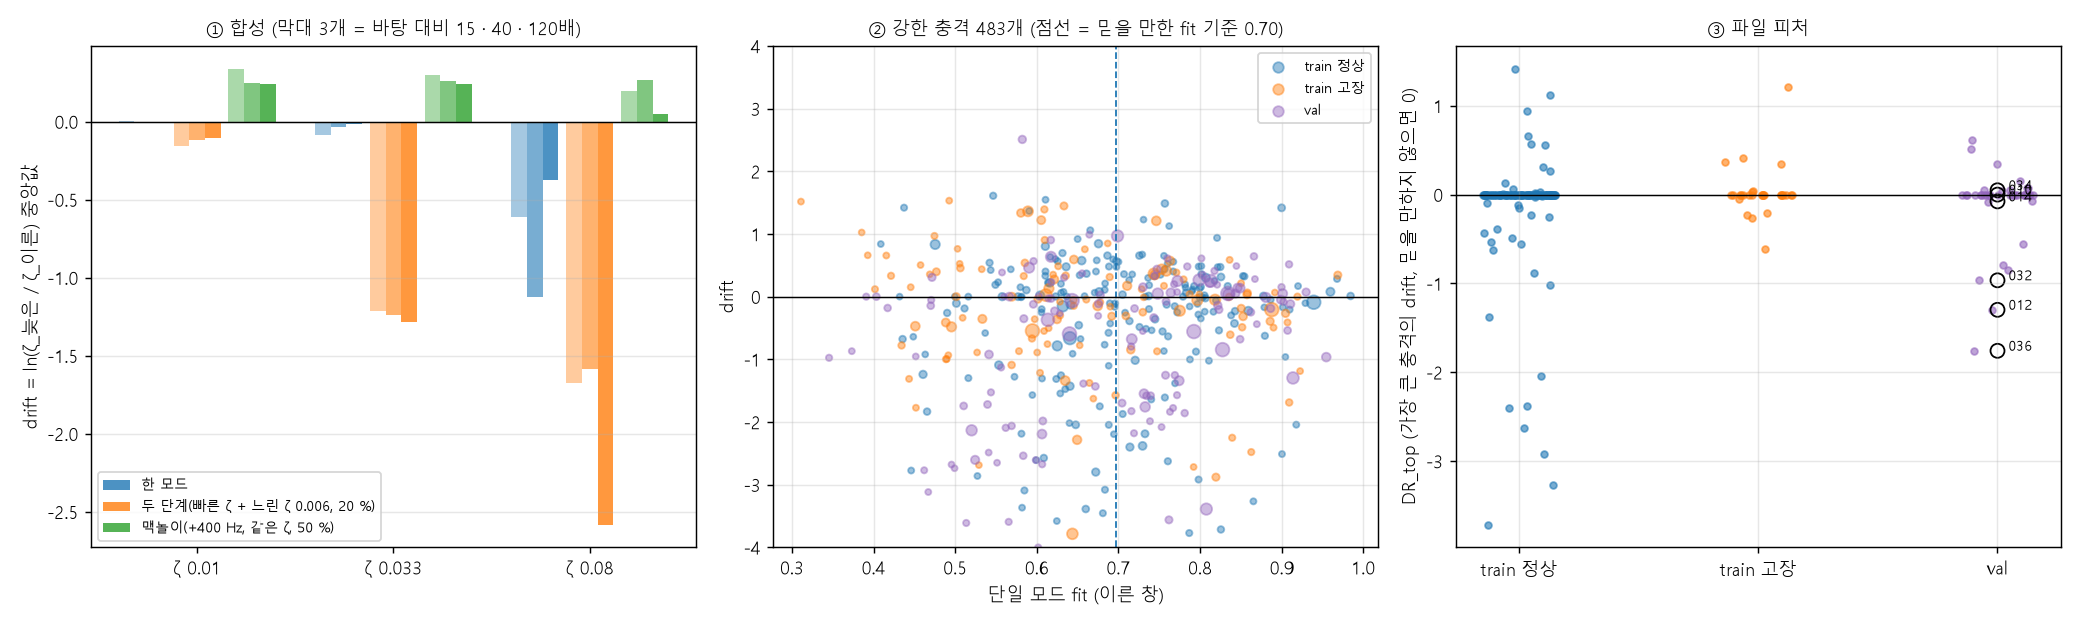 ① 합성 (막대 3개 = 바탕 대비 15 · 40 · 120배)
drift = ln(ζ_늦은 / ζ_이른) 중앙값
0.0
-0.5
-1.0
-1.5
-2.0
-2.5
한 모드
두 단계(빠른 ζ + 느린 ζ 0.006, 20 %)
맥놀이(+400 Hz, 같은 ζ, 50 %)
ζ 0.01
ζ 0.033
ζ 0.08
② 강한 충격 483개 (점선 = 믿을 만한 fit 기준 0.70)
drift
4
3
2
1
0
-1
-2
-3
-4
train 정상
train 고장
val
0.3
0.4
0.5
0.6
0.7
0.8
0.9
1.0
단일 모드 fit (이른 창)
③ 파일 피처
DR_top (가장 큰 충격의 drift, 믿을 만하지 않으면 0)
1
0
-1
-2
-3
034
014
032
012
036
train 정상
train 고장
val